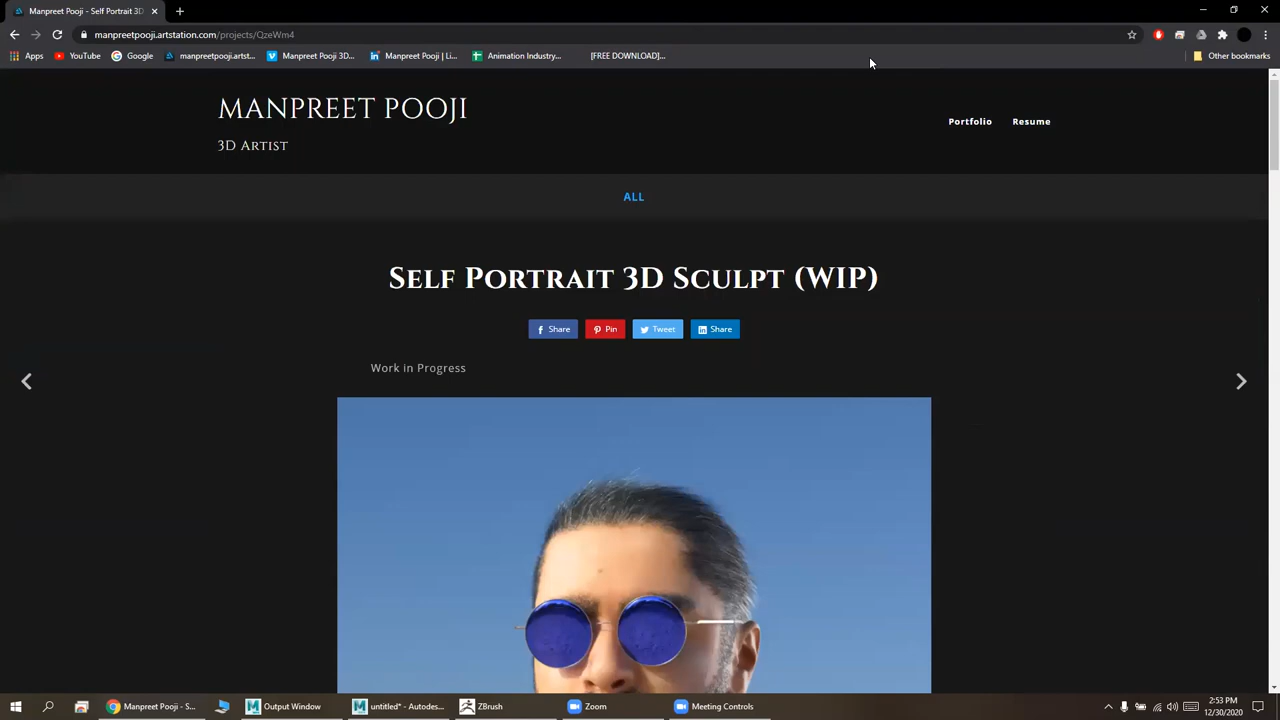 Manpreet Pooji - Self Portrait 3D
manpreetpooji.artstation.com/projects/QzeWm4
Apps
YouTube
Google
manpreetpooji.artst...
Manpreet Pooji 3D...
Manpreet Pooji | Li...
Animation Industry...
[FREE DOWNLOAD]...
Other bookmarks
MANPREET POOJI
3D Artist
Portfolio
Resume
ALL
SELF PORTRAIT 3D SCULPT (WIP)
Share
Pin
Tweet
Share
Work in Progress
Manpreet Pooji - S...
Output Window
untitled* - Autodes...
ZBrush
Zoom
Meeting Controls
2:53 PM
12/30/2020